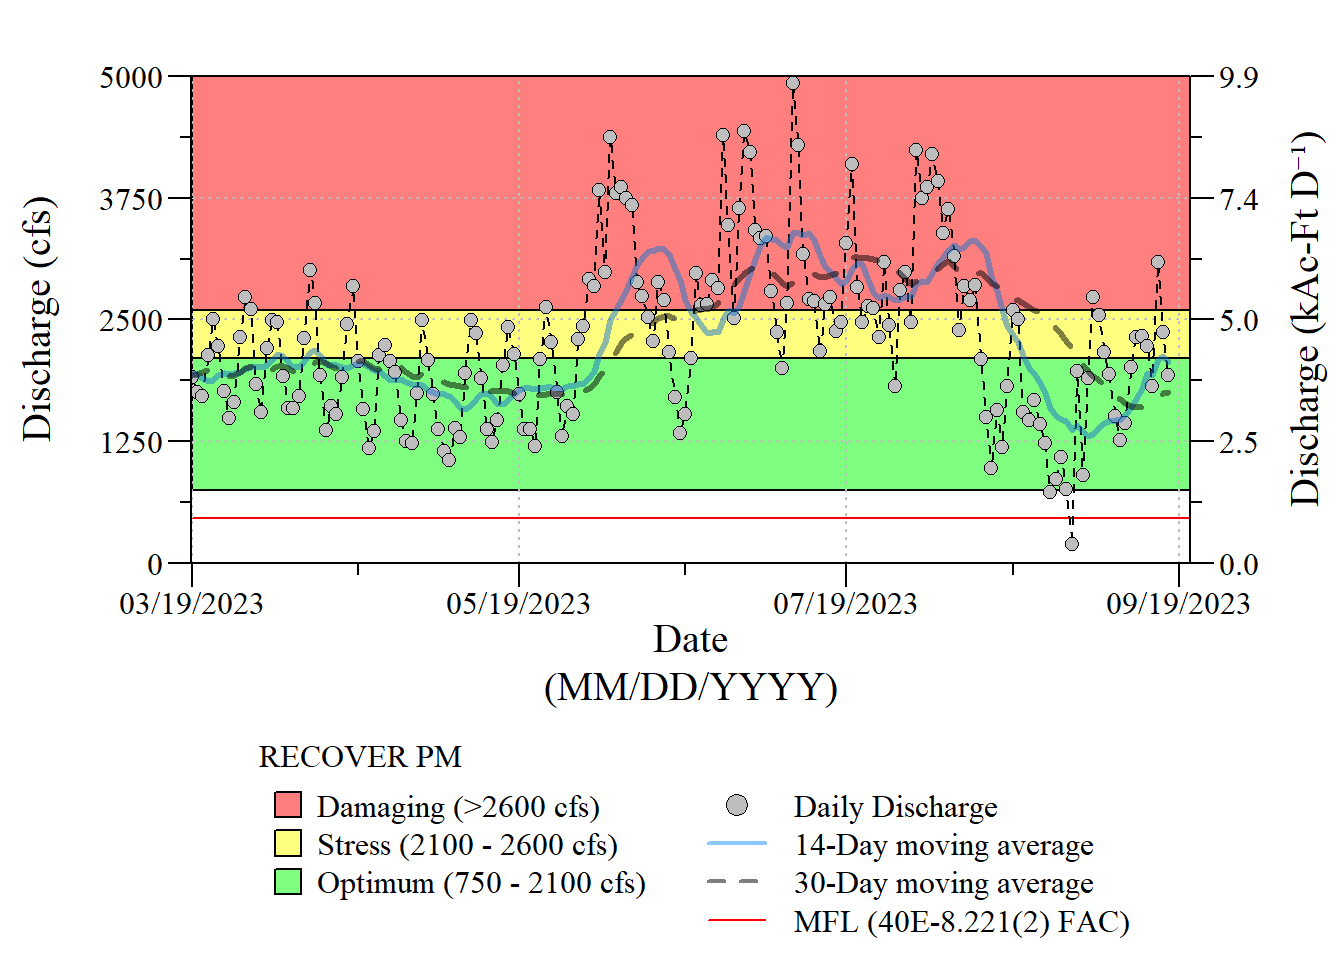 5000
3750
2500
1250
0
Discharge (cfs)
9.9
7.4
5.0
2.5
0.0
Discharge (kAc-Ft D⁻¹)
03/19/2023
05/19/2023
07/19/2023
09/19/2023
Date
(MM/DD/YYYY)
RECOVER PM
Damaging (>2600 cfs)
Stress (2100 - 2600 cfs)
Optimum (750 - 2100 cfs)
Daily Discharge
14-Day moving average
30-Day moving average
MFL (40E-8.221(2) FAC)